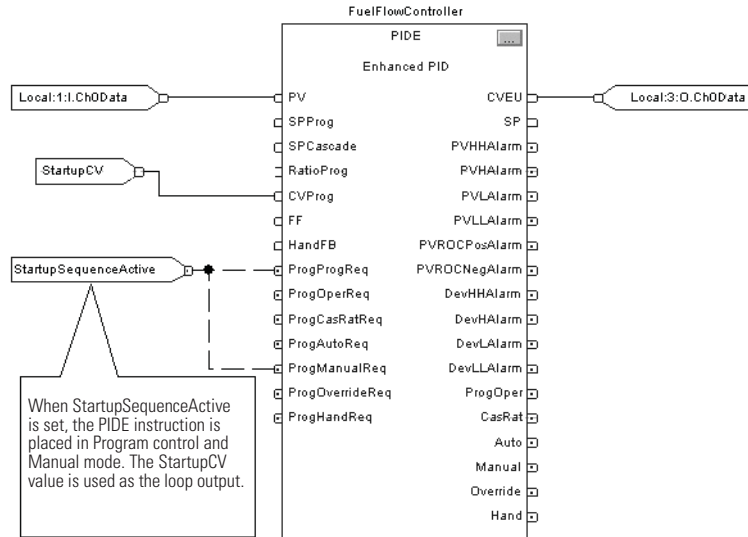 FuelFlowController
PIDE
...
Enhanced PID
Local:1:I.Ch0Data
PV
CVEU
Local:3:O.Ch0Data
SPProg
SP
SPCascade
PVHHAlarm
StartupCV
RatioProg
PVHAlarm
CVProg
PVLAlarm
FF
PVLLAlarm
HandFB
PVROCPosAlarm
StartupSequenceActive
ProgProgReq
PVROCNegAlarm
ProgOperReq
DevHHAlarm
ProgCasRatReq
DevHAlarm
ProgAutoReq
DevLAlarm
ProgManualReq
DevLLAlarm
ProgOverrideReq
ProgOper
ProgHandReq
CasRat
Auto
Manual
Override
Hand
When StartupSequenceActive
is set, the PIDE instruction is
placed in Program control and
Manual mode. The StartupCV
value is used as the loop output.